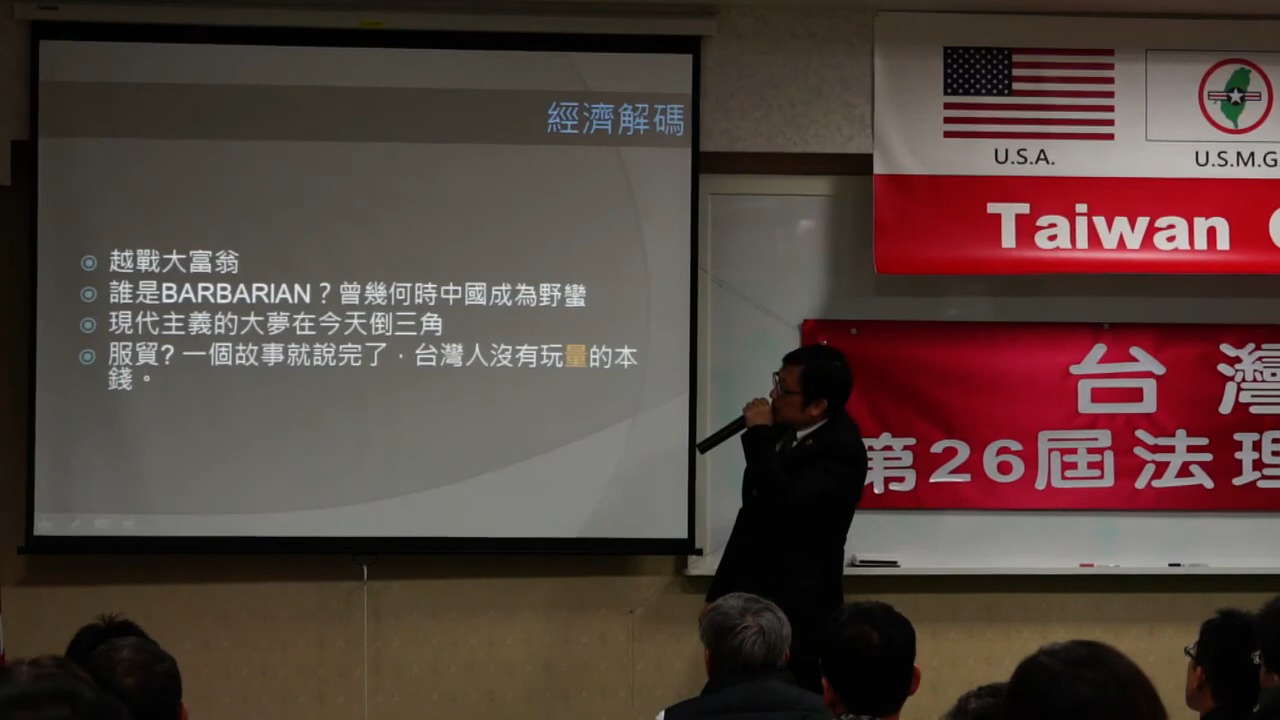 經濟解碼
越戰大富翁
誰是BARBARIAN？曾幾何時中國成為野蠻
現代主義的大夢在今天倒三角
服貿? 一個故事就說完了，台灣人沒有玩量的本
錢。
U.S.A.
U.S.M.G
Taiwan
台灣
第26屆法理